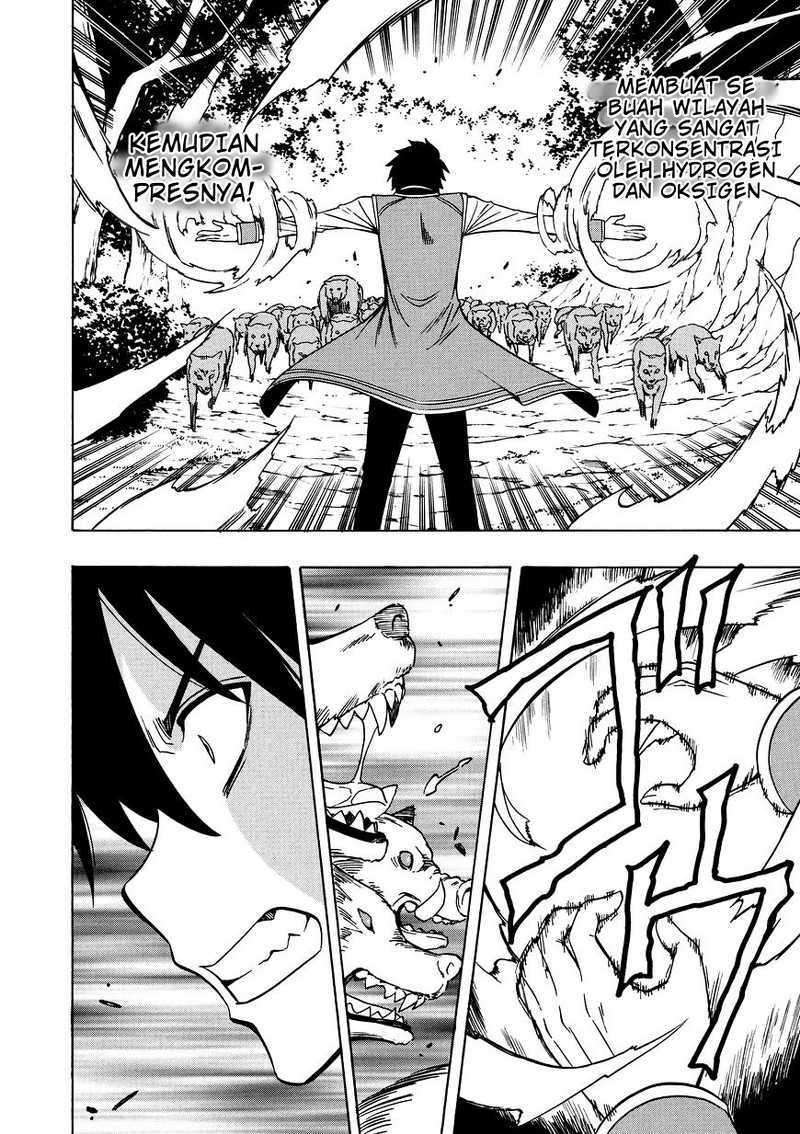 MEMBUAT SE
BUAH WILAYAH
YANG SANGAT
TERKONSENTRASI
OLEH HYDROGEN
DAN OKSIGEN
KEMUDIAN
MENGKOM-
PRESNYA!